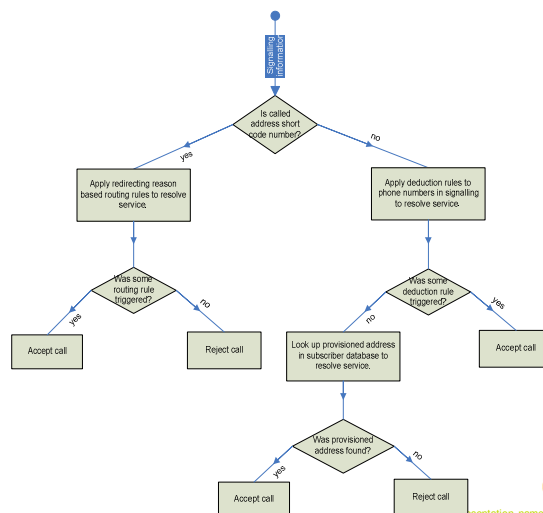 Signalling
information
Is called
address short
code number?
yes
no
Apply redirecting reason
based routing rules to resolve
service.
Apply deduction rules to
phone numbers in signalling
to resolve service.
Was some
routing rule
triggered?
Was some
deduction rule
triggered?
yes
no
no
yes
Accept call
Reject call
Look up provisioned address
in subscriber database to
resolve service.
Accept call
Was provisioned
address found?
yes
no
Accept call
Reject call